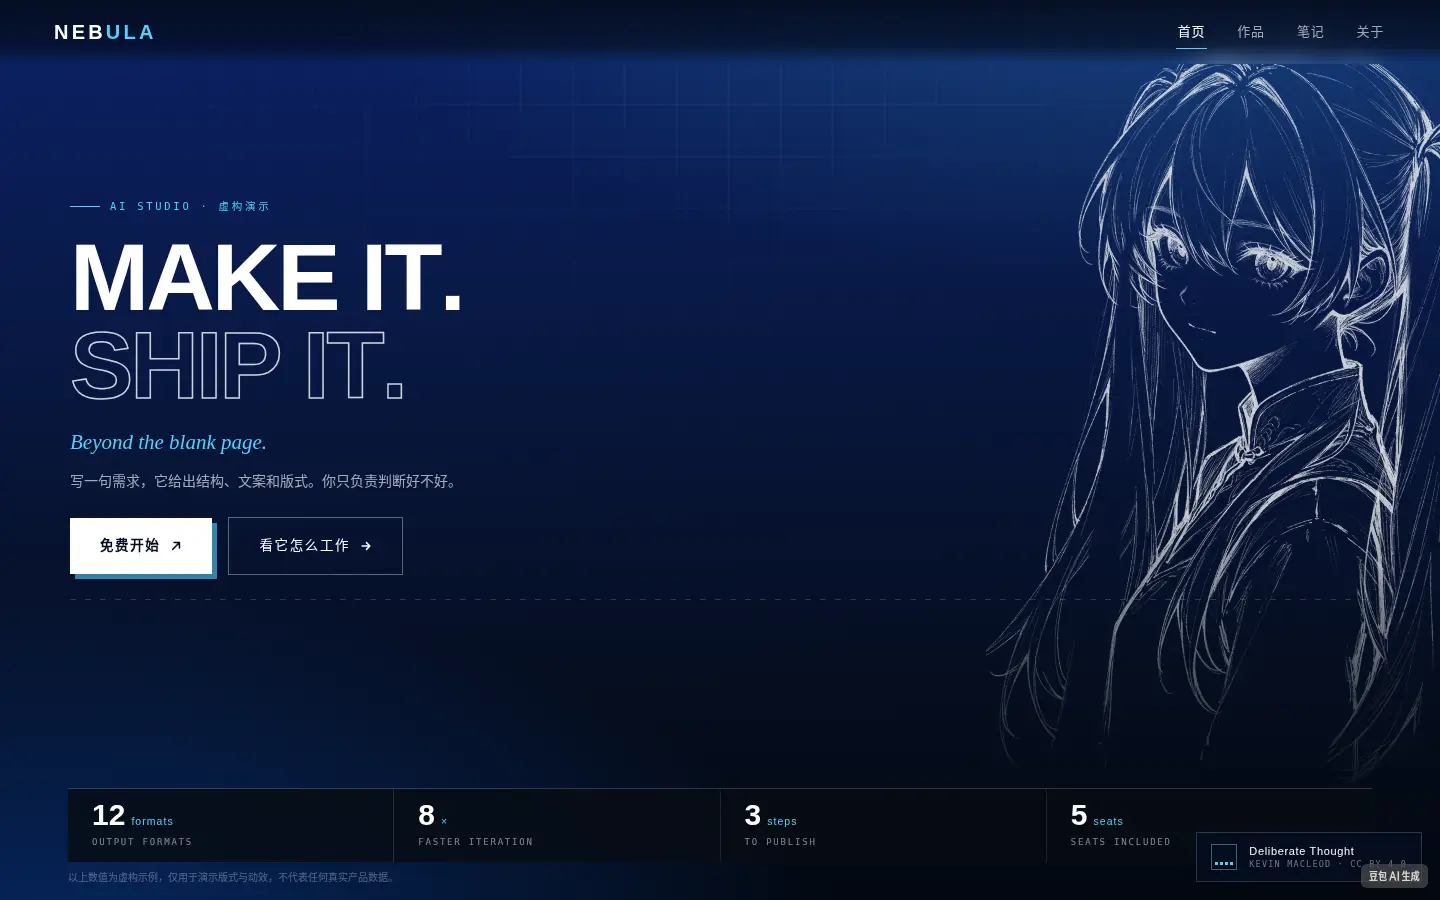 NEBULA
首页 作品 笔记 关于
AI STUDIO · 虚构演示
MAKE IT.
SHIP IT.
Beyond the blank page.
写一句需求，它给出结构、文案和版式。你只负责判断好不好。
免费开始 ↗ 看它怎么工作 →
12 formats
OUTPUT FORMATS
8 ×
FASTER ITERATION
3 steps
TO PUBLISH
5 seats
SEATS INCLUDED
Deliberate Thought
KEVIN MACLEOD · CC BY 4.0
豆包 AI 生成
以上数值为虚构示例，仅用于演示版式与动效，不代表任何真实产品数据。